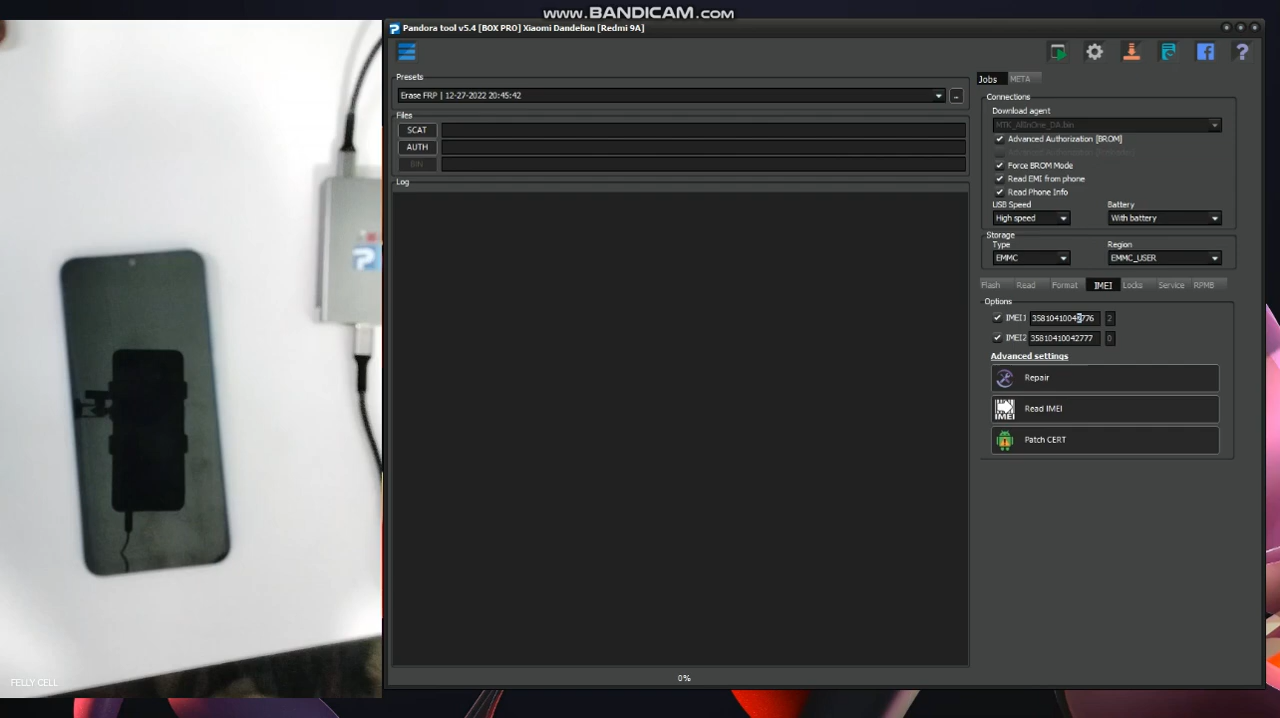 www.BANDICAM.com
Pandora tool v5.4 [BOX PRO] Xiaomi Dandelion [Redmi 9A]
Presets
Erase FRP | 12-27-2022 20:45:42
...
Files
SCAT
AUTH
BIN
Log
0%
Jobs
META
Connections
Download agent
MTK_AllInOne_DA.bin
Advanced Authorization [BROM]
Force BROM Mode
Read EMI from phone
Read Phone Info
USB Speed
Battery
High speed
With battery
Storage
Type
Region
EMMC
EMMC_USER
Flash
Read
Format
IMEI
Locks
Service
RPMB
Options
IMEI1
35810410042776
2
IMEI2
35810410042777
0
Advanced settings
Repair
Read IMEI
Patch CERT
FELLY CELL